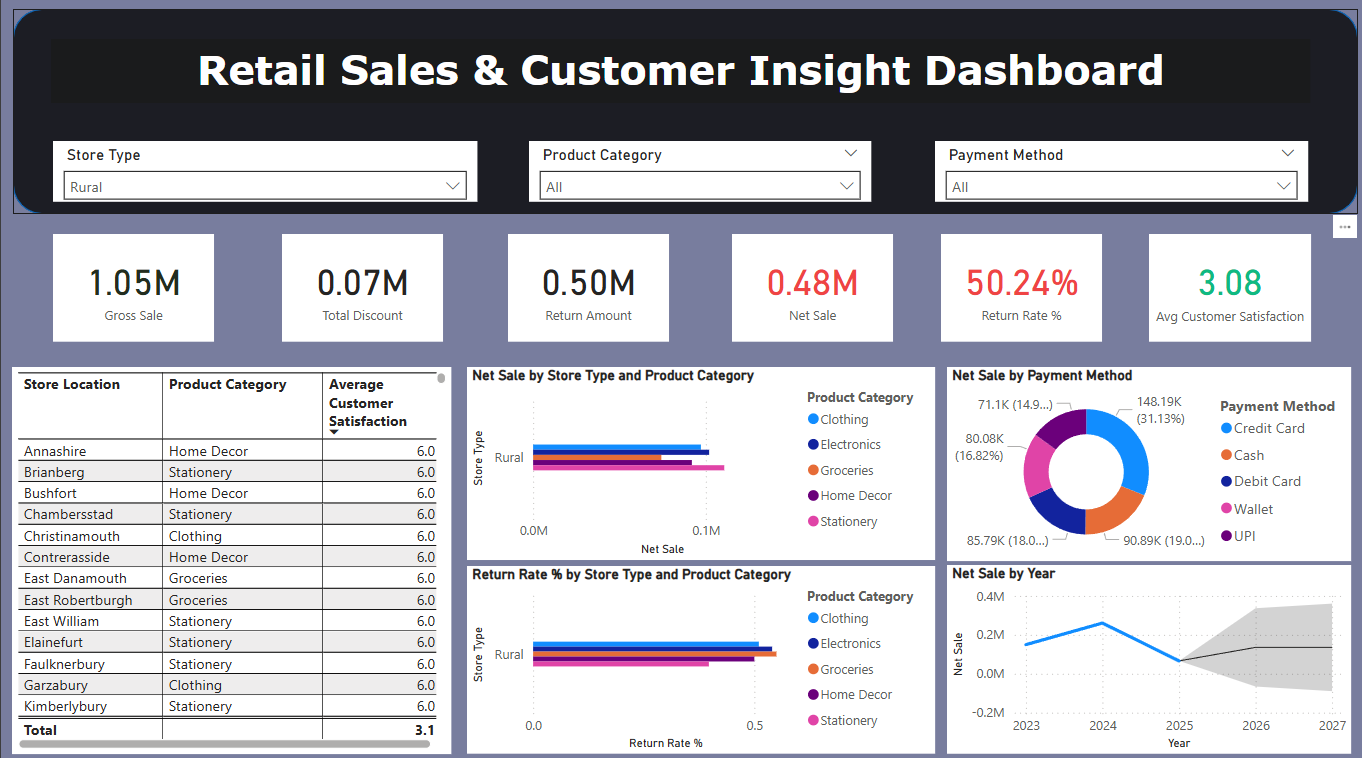 Retail Sales & Customer Insight Dashboard
Store Type
Rural
Product Category
All
Payment Method
All
1.05M
Gross Sale
0.07M
Total Discount
0.50M
Return Amount
0.48M
Net Sale
50.24%
Return Rate %
3.08
Avg Customer Satisfaction
Store Location Product Category Average
Customer
Satisfaction
Annashire Home Decor 6.0
Brianberg Stationery 6.0
Bushfort Home Decor 6.0
Chambersstad Stationery 6.0
Christinamouth Clothing 6.0
Contrerasside Home Decor 6.0
East Danamouth Groceries 6.0
East Robertburgh Groceries 6.0
East William Stationery 6.0
Elainefurt Stationery 6.0
Faulknerbury Stationery 6.0
Garzabury Clothing 6.0
Kimberlybury Stationery 6.0
Total 3.1
Net Sale by Store Type and Product Category
Store Type
Rural
0.0M 0.1M
Net Sale
Product Category
Clothing
Electronics
Groceries
Home Decor
Stationery
Net Sale by Payment Method
148.19K
(31.13%)
90.89K (19.0...)
85.79K (18.0...)
80.08K
(16.82%)
71.1K (14.9...)
Payment Method
Credit Card
Cash
Debit Card
Wallet
UPI
Return Rate % by Store Type and Product Category
Store Type
Rural
0.0 0.5
Return Rate %
Product Category
Clothing
Electronics
Groceries
Home Decor
Stationery
Net Sale by Year
Net Sale
0.4M
0.2M
0.0M
-0.2M
2023 2024 2025 2026 2027
Year